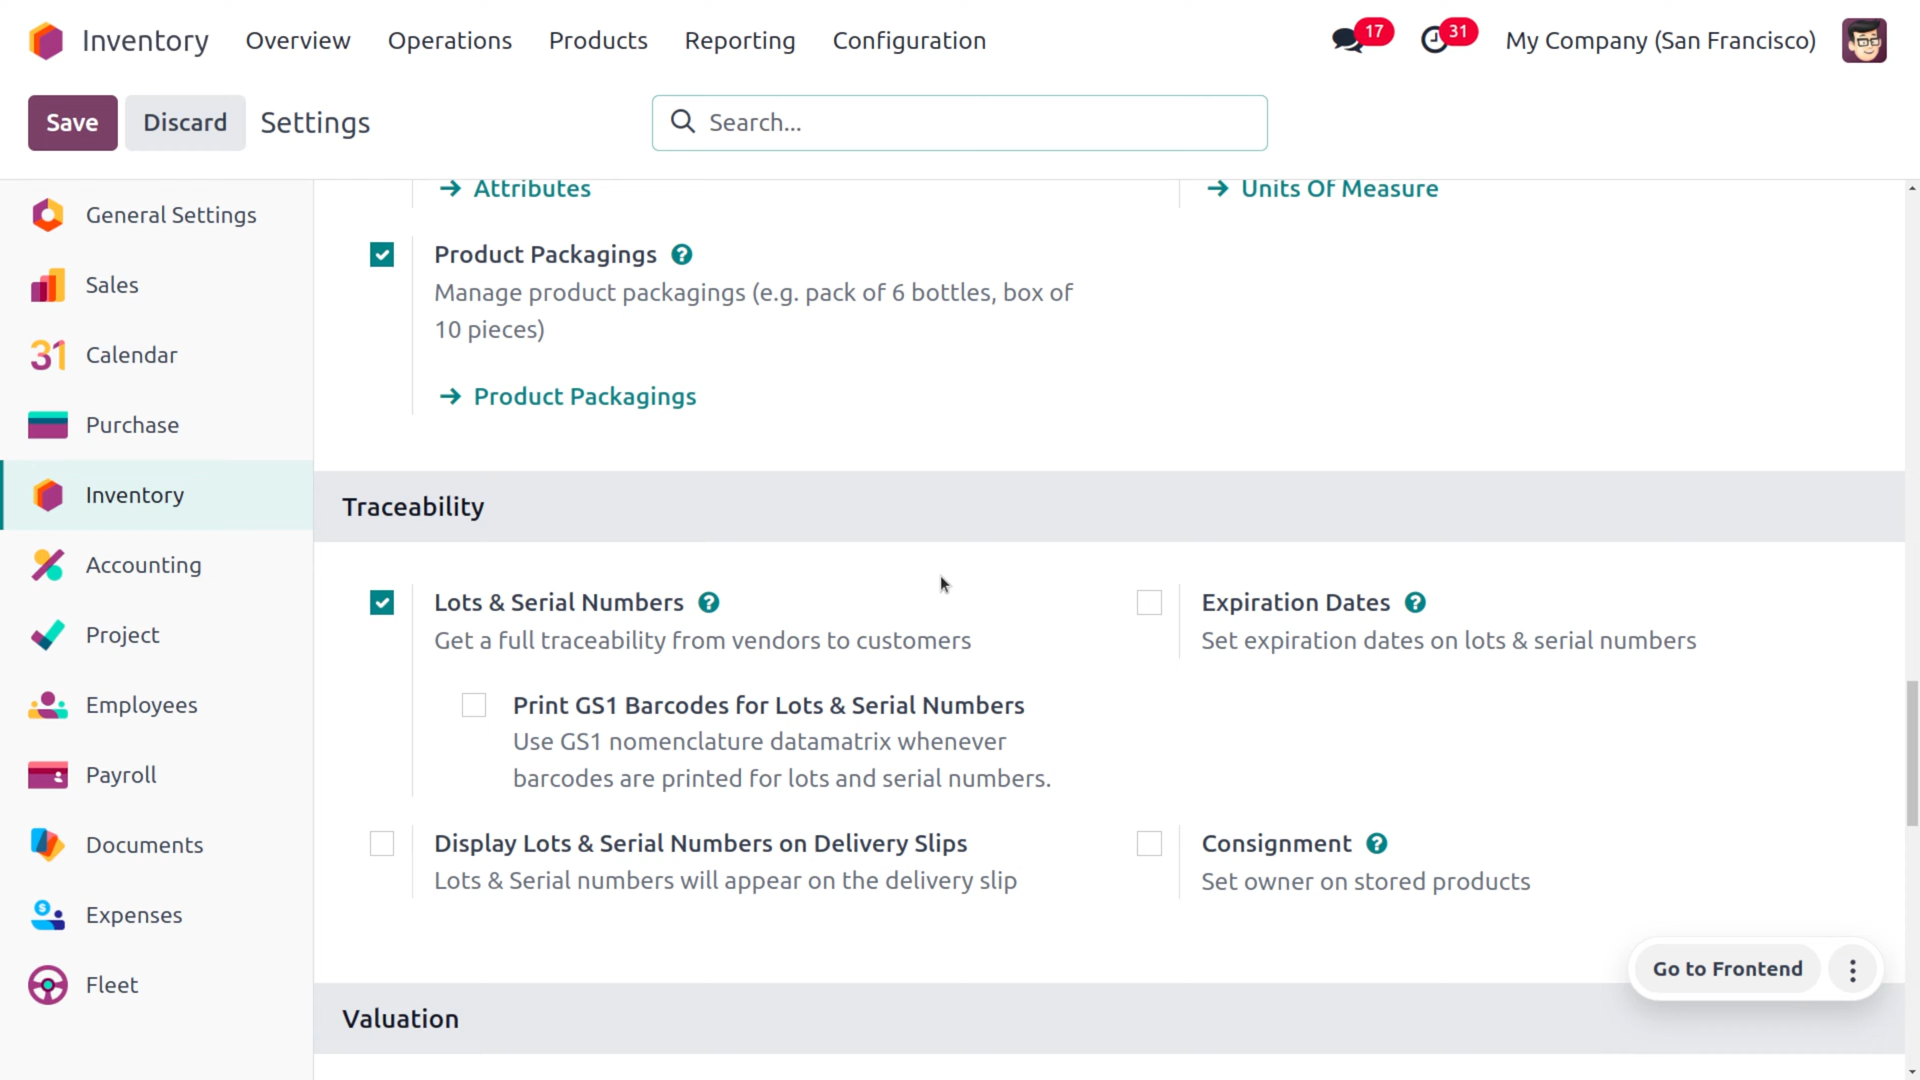 Inventory Overview Operations Products Reporting Configuration 17 31 My Company (San Francisco)
Save Discard Settings Search...
General Settings
Sales
31 Calendar
Purchase
Inventory
Accounting
Project
Employees
Payroll
Documents
Expenses
Fleet
→ Attributes
→ Units Of Measure
Product Packagings ?
Manage product packagings (e.g. pack of 6 bottles, box of
10 pieces)
→ Product Packagings
Traceability
Lots & Serial Numbers ?
Get a full traceability from vendors to customers
Print GS1 Barcodes for Lots & Serial Numbers
Use GS1 nomenclature datamatrix whenever
barcodes are printed for lots and serial numbers.
Expiration Dates ?
Set expiration dates on lots & serial numbers
Display Lots & Serial Numbers on Delivery Slips
Lots & Serial numbers will appear on the delivery slip
Consignment ?
Set owner on stored products
Go to Frontend
Valuation